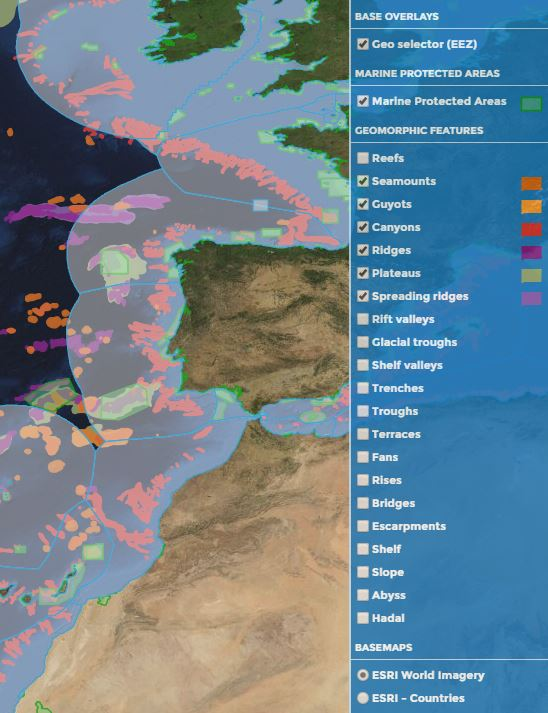 BASE OVERLAYS
Geo selector (EEZ)
MARINE PROTECTED AREAS
Marine Protected Areas
GEOMORPHIC FEATURES
Reefs
Seamounts
Guyots
Canyons
Ridges
Plateaus
Spreading ridges
Rift valleys
Glacial troughs
Shelf valleys
Trenches
Troughs
Terraces
Fans
Rises
Bridges
Escarpments
Shelf
Slope
Abyss
Hadal
BASEMAPS
ESRI World Imagery
ESRI – Countries